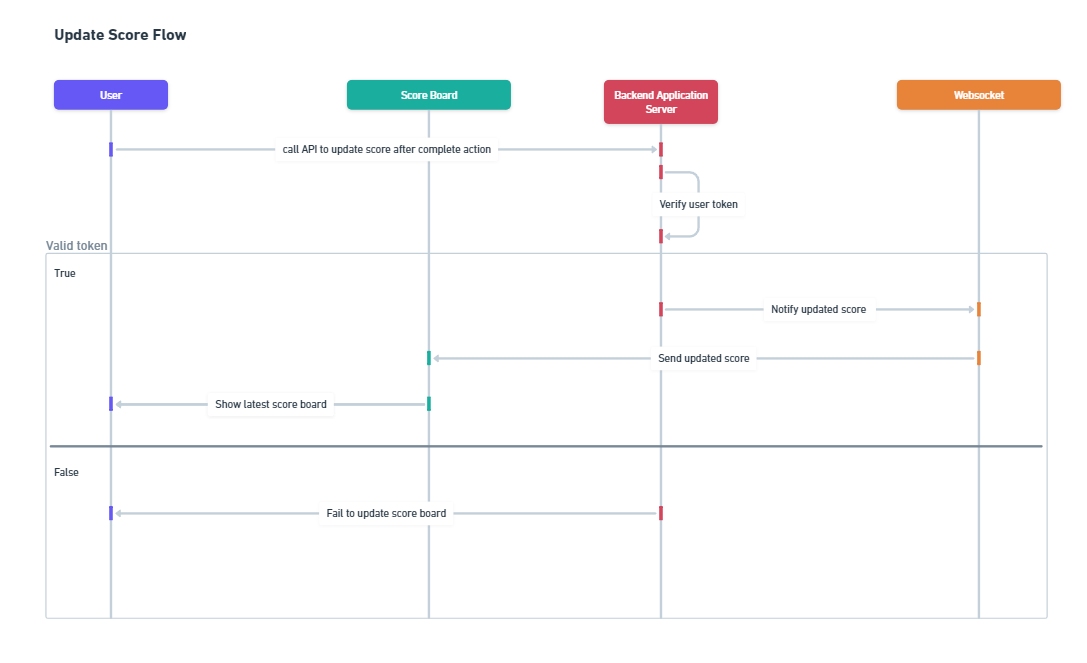 Update Score Flow
User
Score Board
Backend Application
Server
Websocket
call API to update score after complete action
Verify user token
Valid token
True
Notify updated score
Send updated score
Show latest score board
False
Fail to update score board